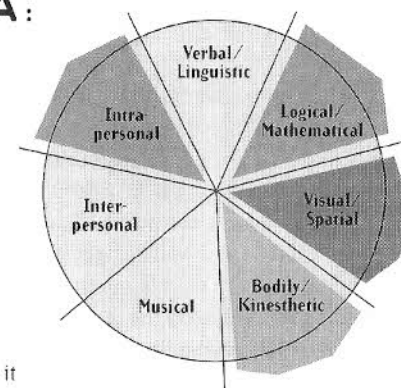 A:
Verbal/
Linguistic
Logical/
Mathematical
Visual/
Spatial
Bodily/
Kinesthetic
Musical
Inter-
personal
Intra
personal
it